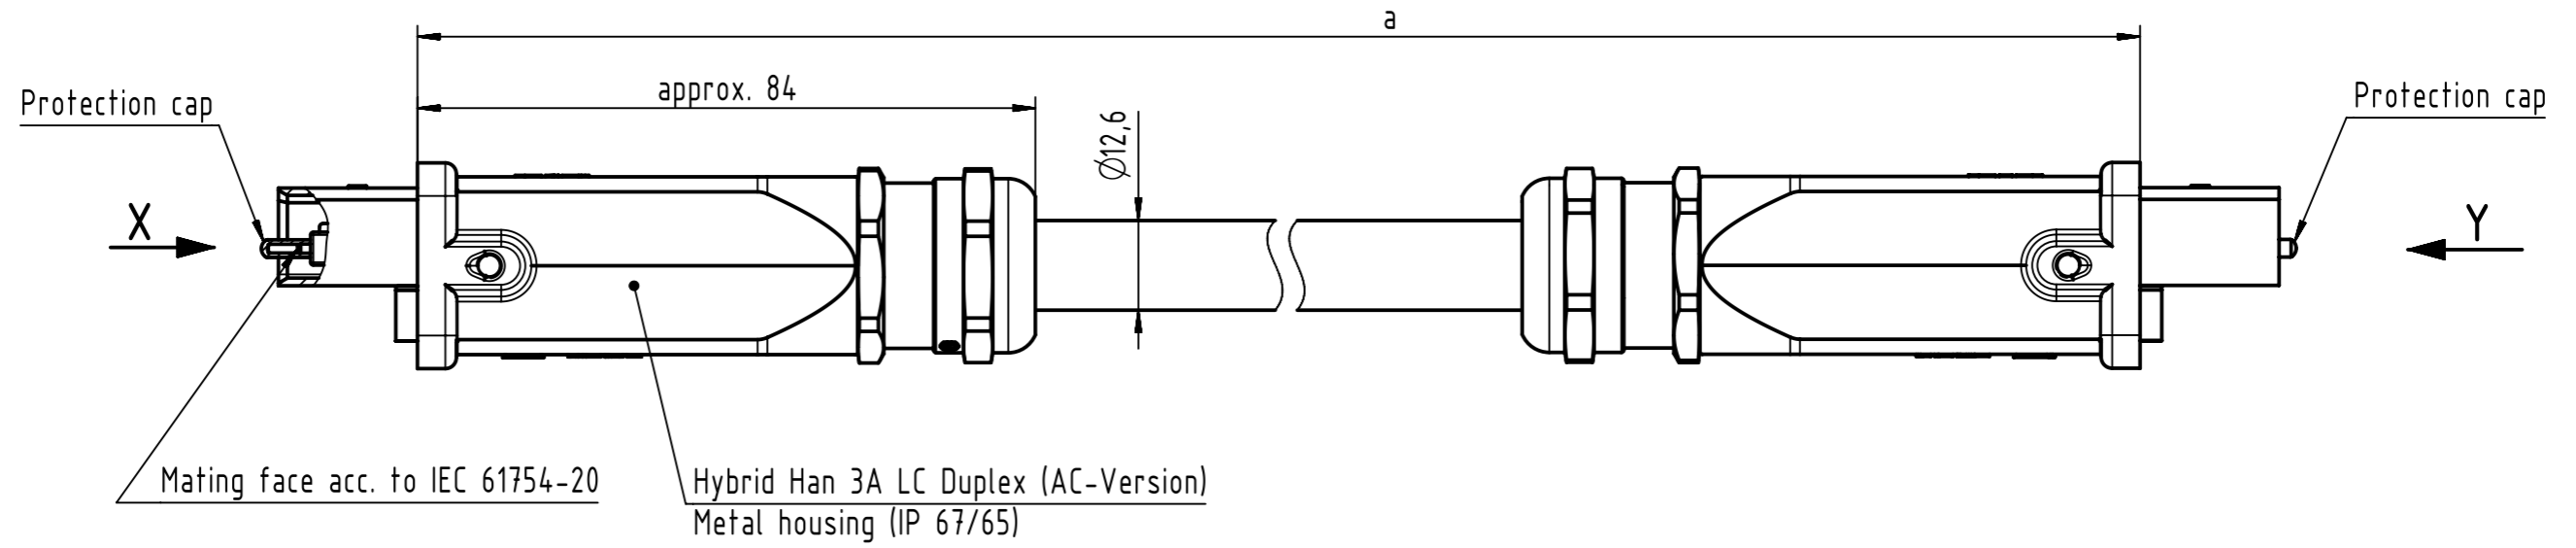 a
approx. 84
Protection cap
Protection cap
Ø12,6
X
Y
Mating face acc. to IEC 61754-20
Hybrid Han 3A LC Duplex (AC-Version)
Metal housing (IP 67/65)